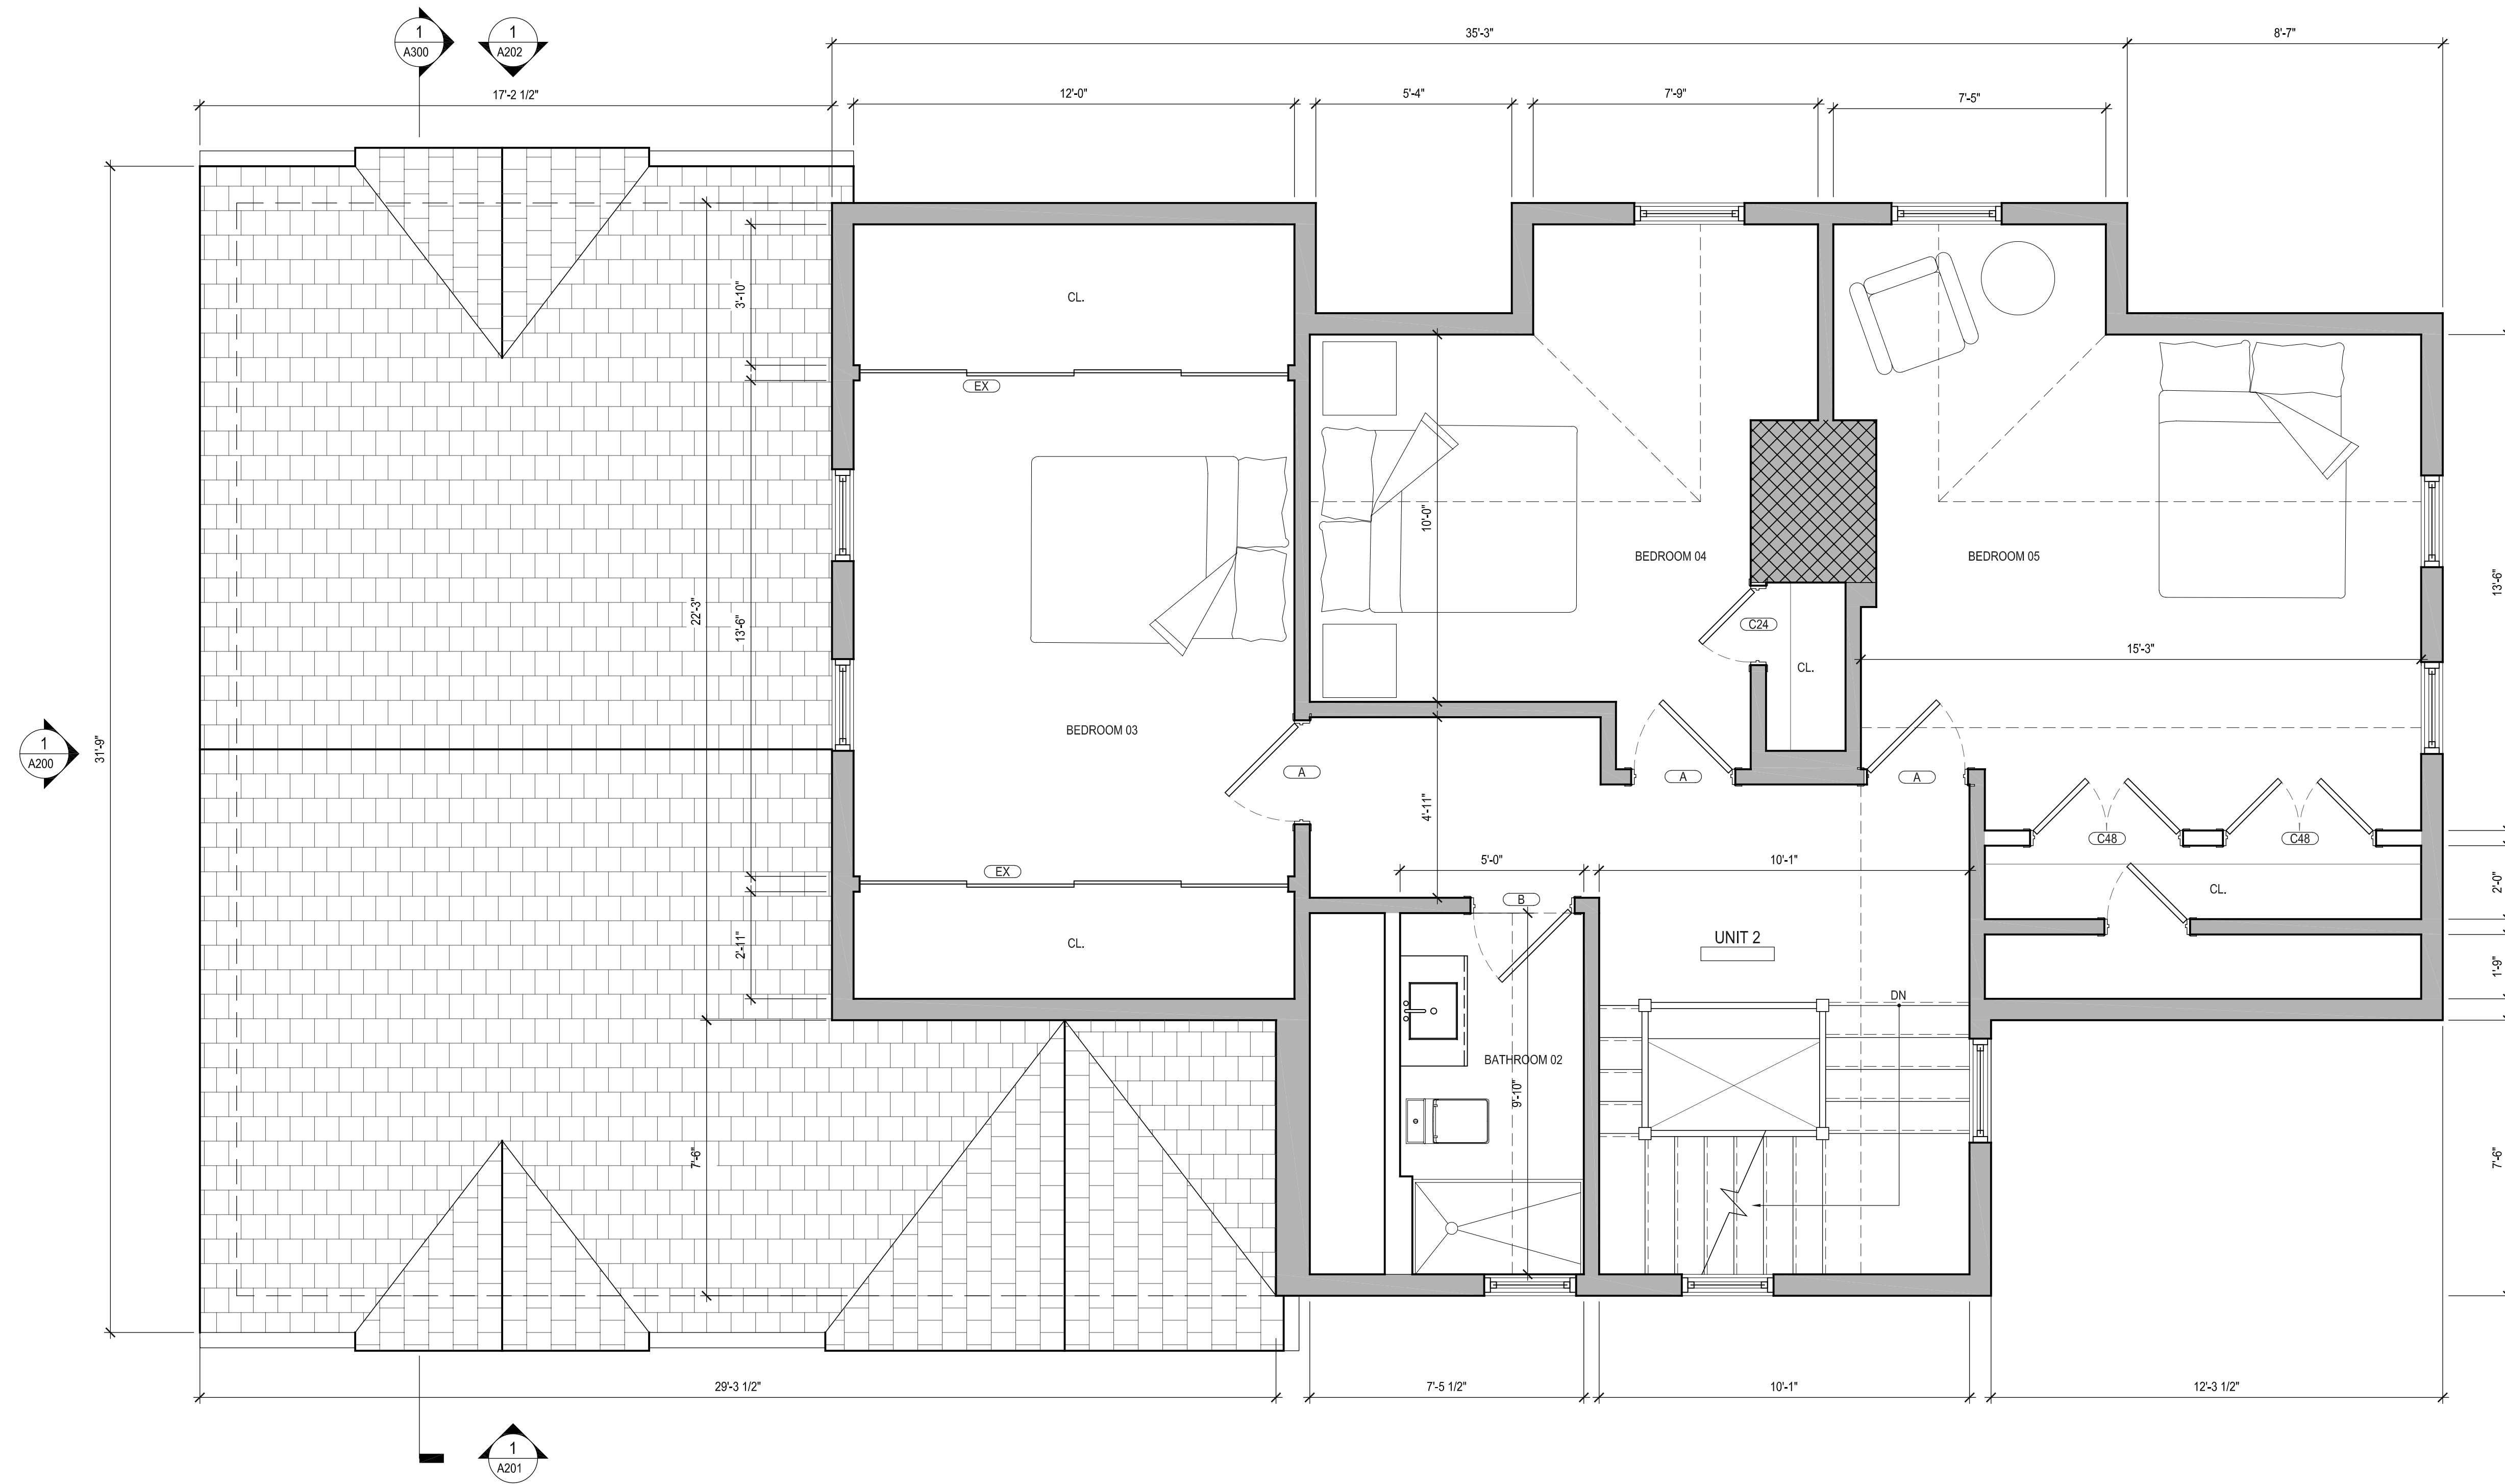 1
A300
1
A202
35'-3"
8'-7"
17'-2 1/2"
12'-0"
5'-4"
7'-9"
7'-5"
3'-10"
CL.
EX
10'-0"
BEDROOM 04
BEDROOM 05
13'-6"
22'-3"
13'-6"
C24
CL.
15'-3"
BEDROOM 03
1
A200
31'-9"
A
A
A
4'-11"
C48
C48
5'-0"
10'-1"
EX
B
CL.
2'-0"
2'-11"
CL.
UNIT 2
1'-9"
DN
BATHROOM 02
9'-10"
7'-6"
7'-6"
29'-3 1/2"
7'-5 1/2"
10'-1"
12'-3 1/2"
1
A201